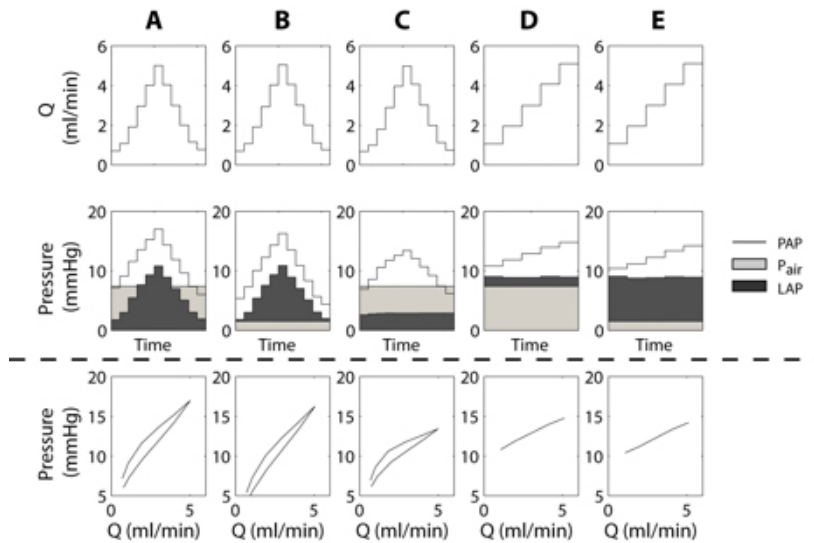 A B C D E
Q
(ml/min)
6 6 6 6 6
4 4 4 4 4
2 2 2 2 2
0 0 0 0 0
Pressure
(mmHg)
20 20 20 20 20
10 10 10 10 10
0 0 0 0 0
Time Time Time Time Time
PAP
Pair
LAP
Pressure
(mmHg)
20 20 20 20 20
15 15 15 15 15
10 10 10 10 10
5 5 5 5 5
0 5 0 5 0 5 0 5 0 5
Q (ml/min) Q (ml/min) Q (ml/min) Q (ml/min) Q (ml/min)